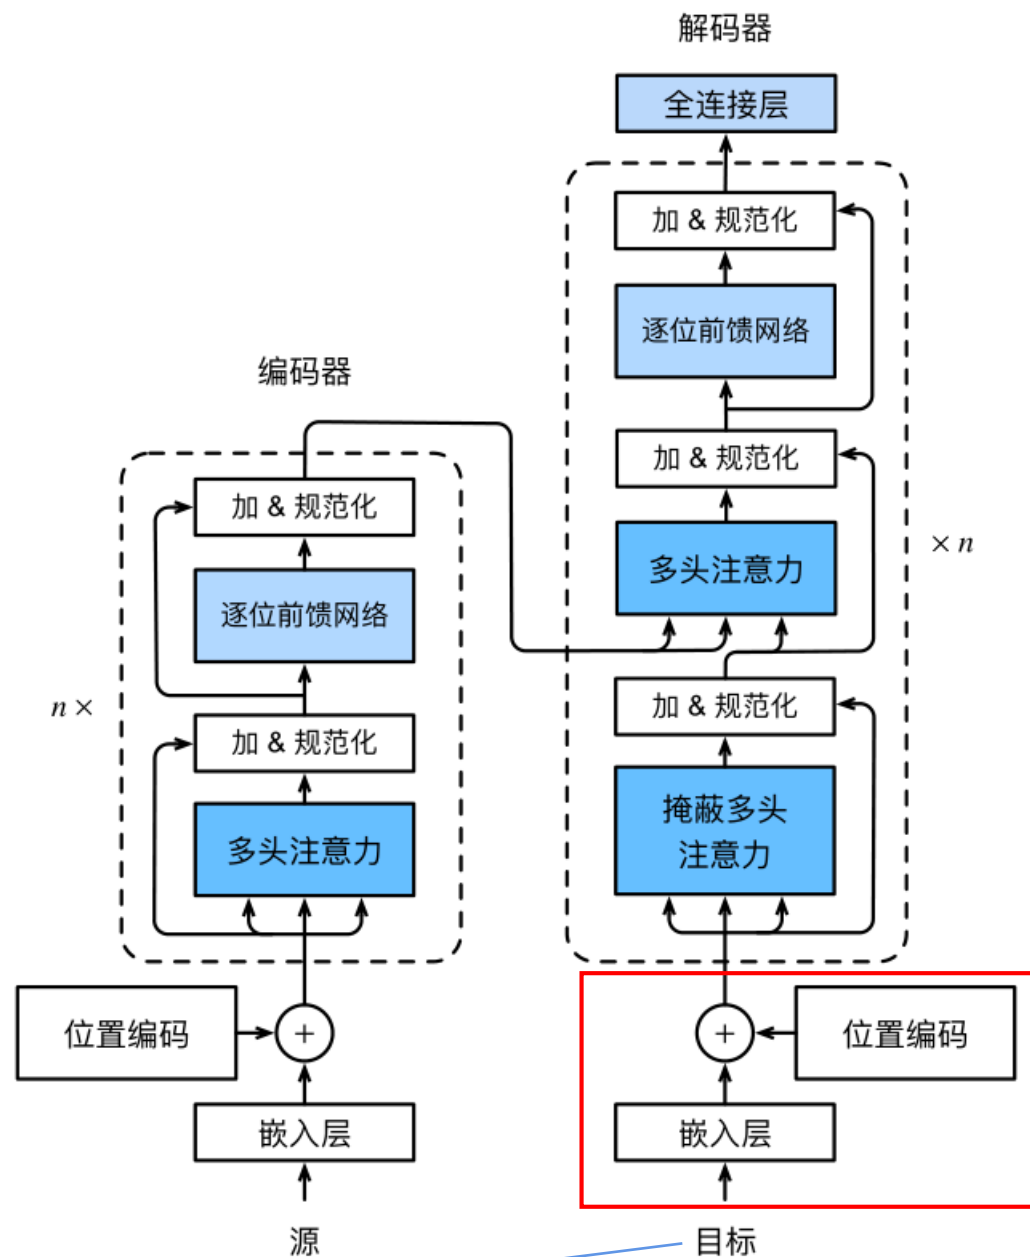 解码器
全连接层
加 & 规范化
逐位前馈网络
加 & 规范化
多头注意力
× n
加 & 规范化
掩蔽多头
注意力
位置编码
嵌入层
目标
编码器
加 & 规范化
逐位前馈网络
n ×
加 & 规范化
多头注意力
位置编码
嵌入层
源
+
+